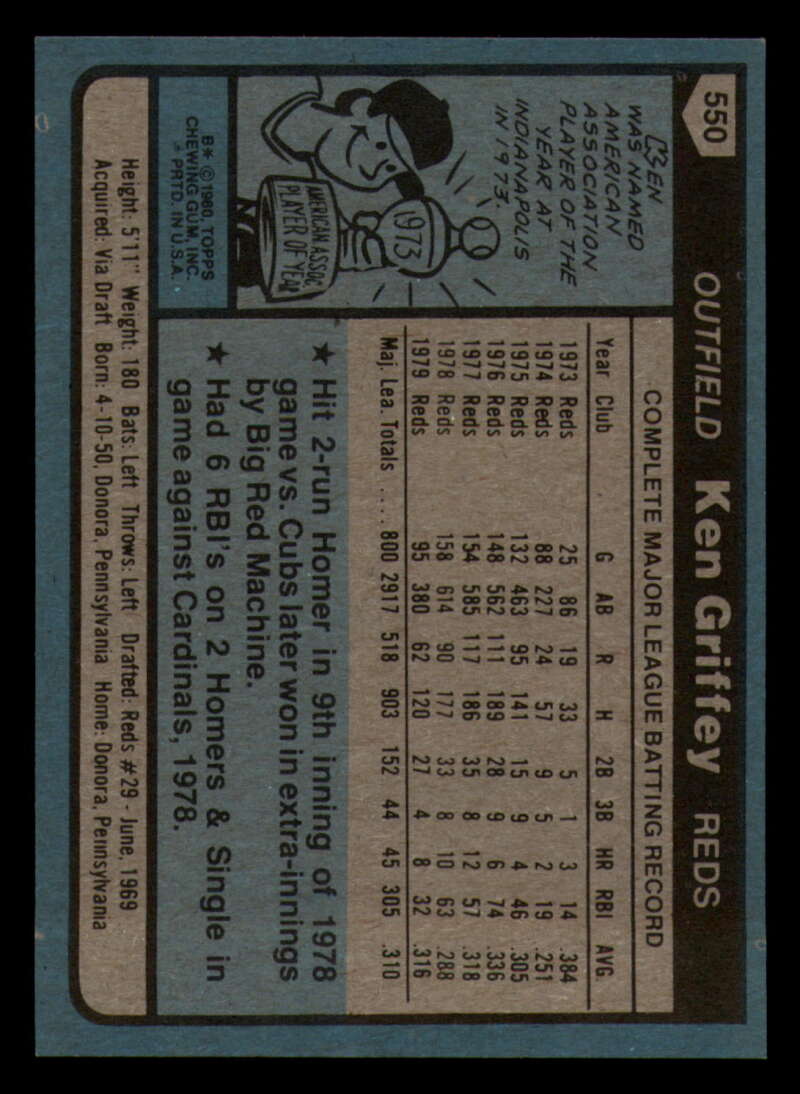 550
OUTFIELD Ken Griffey REDS
KEN
WAS NAMED
AMERICAN
ASSOCIATION
PLAYER OF THE
YEAR AT
INDIANAPOLIS
IN 1973.
1973
AMERICAN ASSOC.
PLAYER OF YEAR
B* © 1980, TOPPS
CHEWING GUM, INC.
PRTD. IN U.S.A.
COMPLETE MAJOR LEAGUE BATTING RECORD
Year Club G AB R H 2B 3B HR RBI AVG.
1973 Reds 25 86 19 33 5 1 3 14 .384
1974 Reds 88 227 24 57 9 5 2 19 .251
1975 Reds 132 463 95 141 15 9 4 46 .305
1976 Reds 148 562 111 189 28 9 6 74 .336
1977 Reds 154 585 117 186 35 8 12 57 .318
1978 Reds 158 614 90 177 33 8 10 63 .288
1979 Reds 95 380 62 120 27 4 8 32 .316
Maj. Lea. Totals .... 800 2917 518 903 152 44 45 305 .310
★ Hit 2-run Homer in 9th inning of 1978
game vs. Cubs later won in extra-innings
by Big Red Machine.
★ Had 6 RBI's on 2 Homers & Single in
game against Cardinals, 1978.
Height: 5'11" Weight: 180 Bats: Left Throws: Left Drafted: Reds #29 - June, 1969
Acquired: Via Draft Born: 4-10-50, Donora, Pennsylvania Home: Donora, Pennsylvania